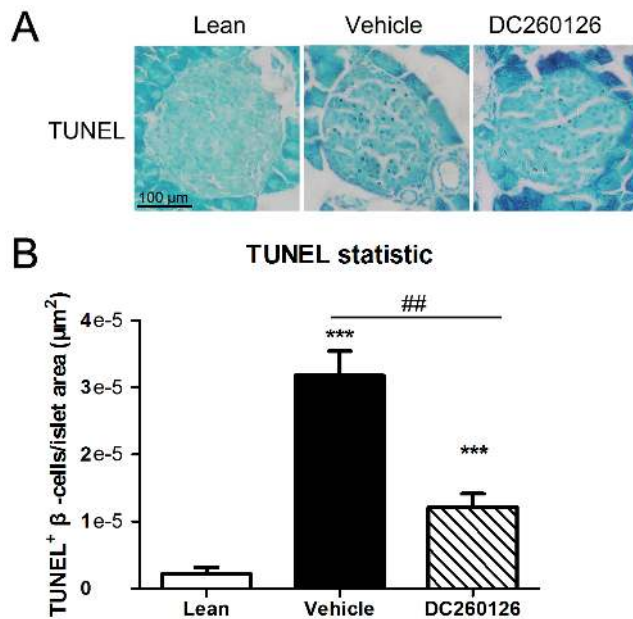 A
Lean Vehicle DC260126
TUNEL
100 µm
B
TUNEL statistic
TUNEL⁺ β -cells/islet area (µm²)
4e-5
3e-5
2e-5
1e-5
0
##
***
***
Lean Vehicle DC260126